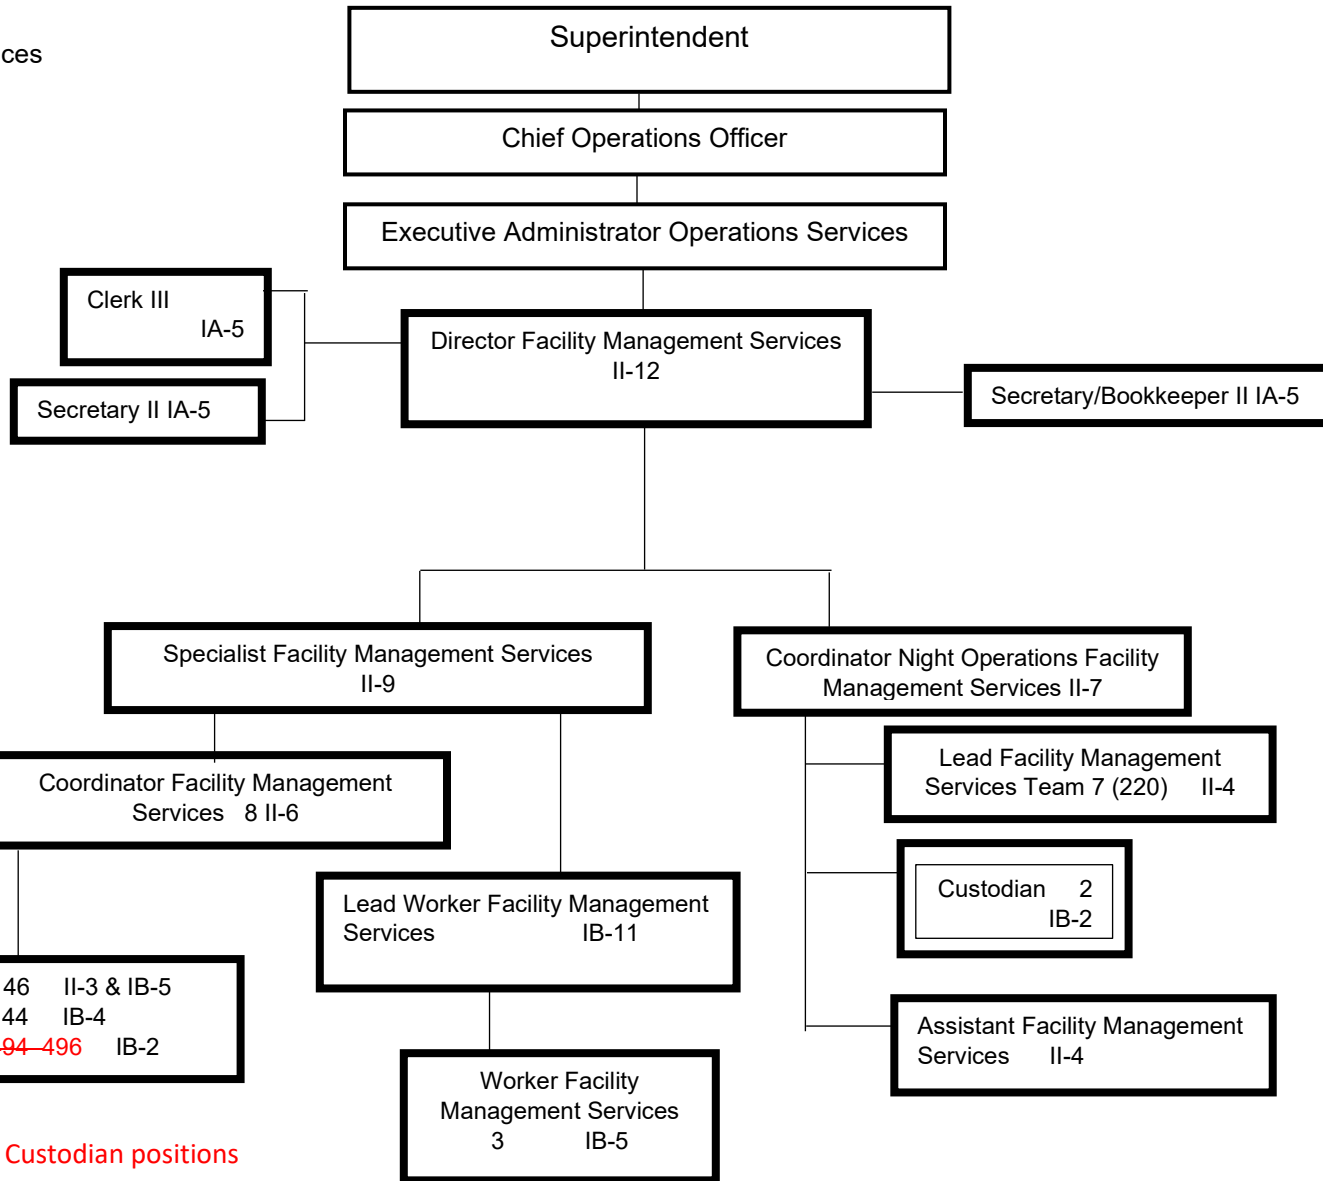 ces
Superintendent
Chief Operations Officer
Executive Administrator Operations Services
Clerk III
IA-5
Director Facility Management Services
II-12
Secretary II IA-5
Secretary/Bookkeeper II IA-5
Specialist Facility Management Services
II-9
Coordinator Night Operations Facility
Management Services II-7
Coordinator Facility Management
Services 8 II-6
Lead Facility Management
Services Team 7 (220) II-4
Lead Worker Facility Management
Services IB-11
Custodian 2
IB-2
46 II-3 & IB-5
44 IB-4
94 496 IB-2
Assistant Facility Management
Services II-4
Worker Facility
Management Services
3 IB-5
Custodian positions